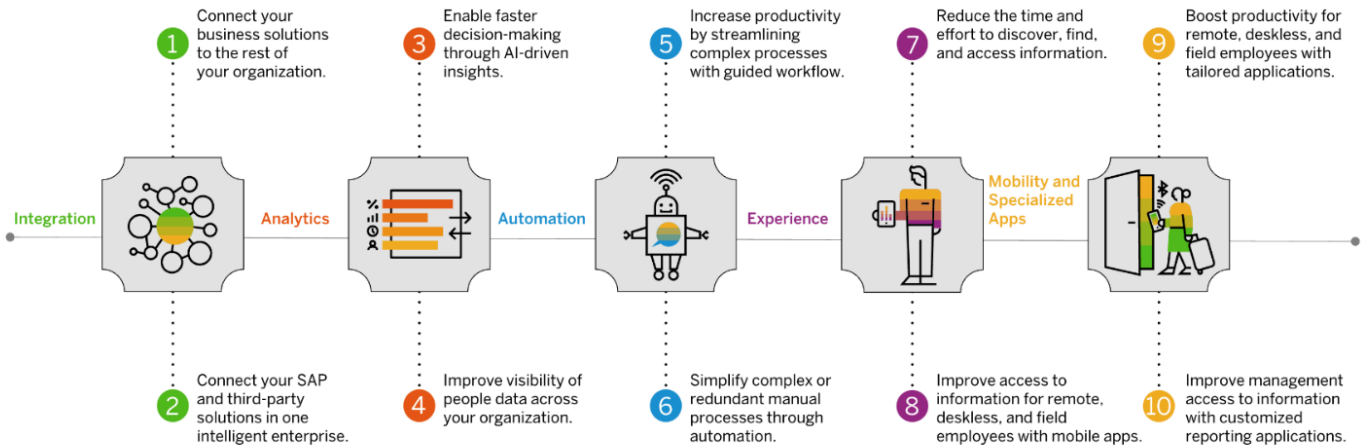 1
Connect your
business solutions
to the rest of
your organization.
3
Enable faster
decision-making
through AI-driven
insights.
5
Increase productivity
by streamlining
complex processes
with guided workflow.
7
Reduce the time and
effort to discover, find,
and access information.
9
Boost productivity for
remote, deskless, and
field employees with
tailored applications.
Integration
Analytics
%
Automation
Experience
Mobility and
Specialized
Apps
2
Connect your SAP
and third-party
solutions in one
intelligent enterprise.
4
Improve visibility of
people data across
your organization.
6
Simplify complex or
redundant manual
processes through
automation.
8
Improve access to
information for remote,
deskless, and field
employees with mobile apps.
10
Improve management
access to information
with customized
reporting applications.